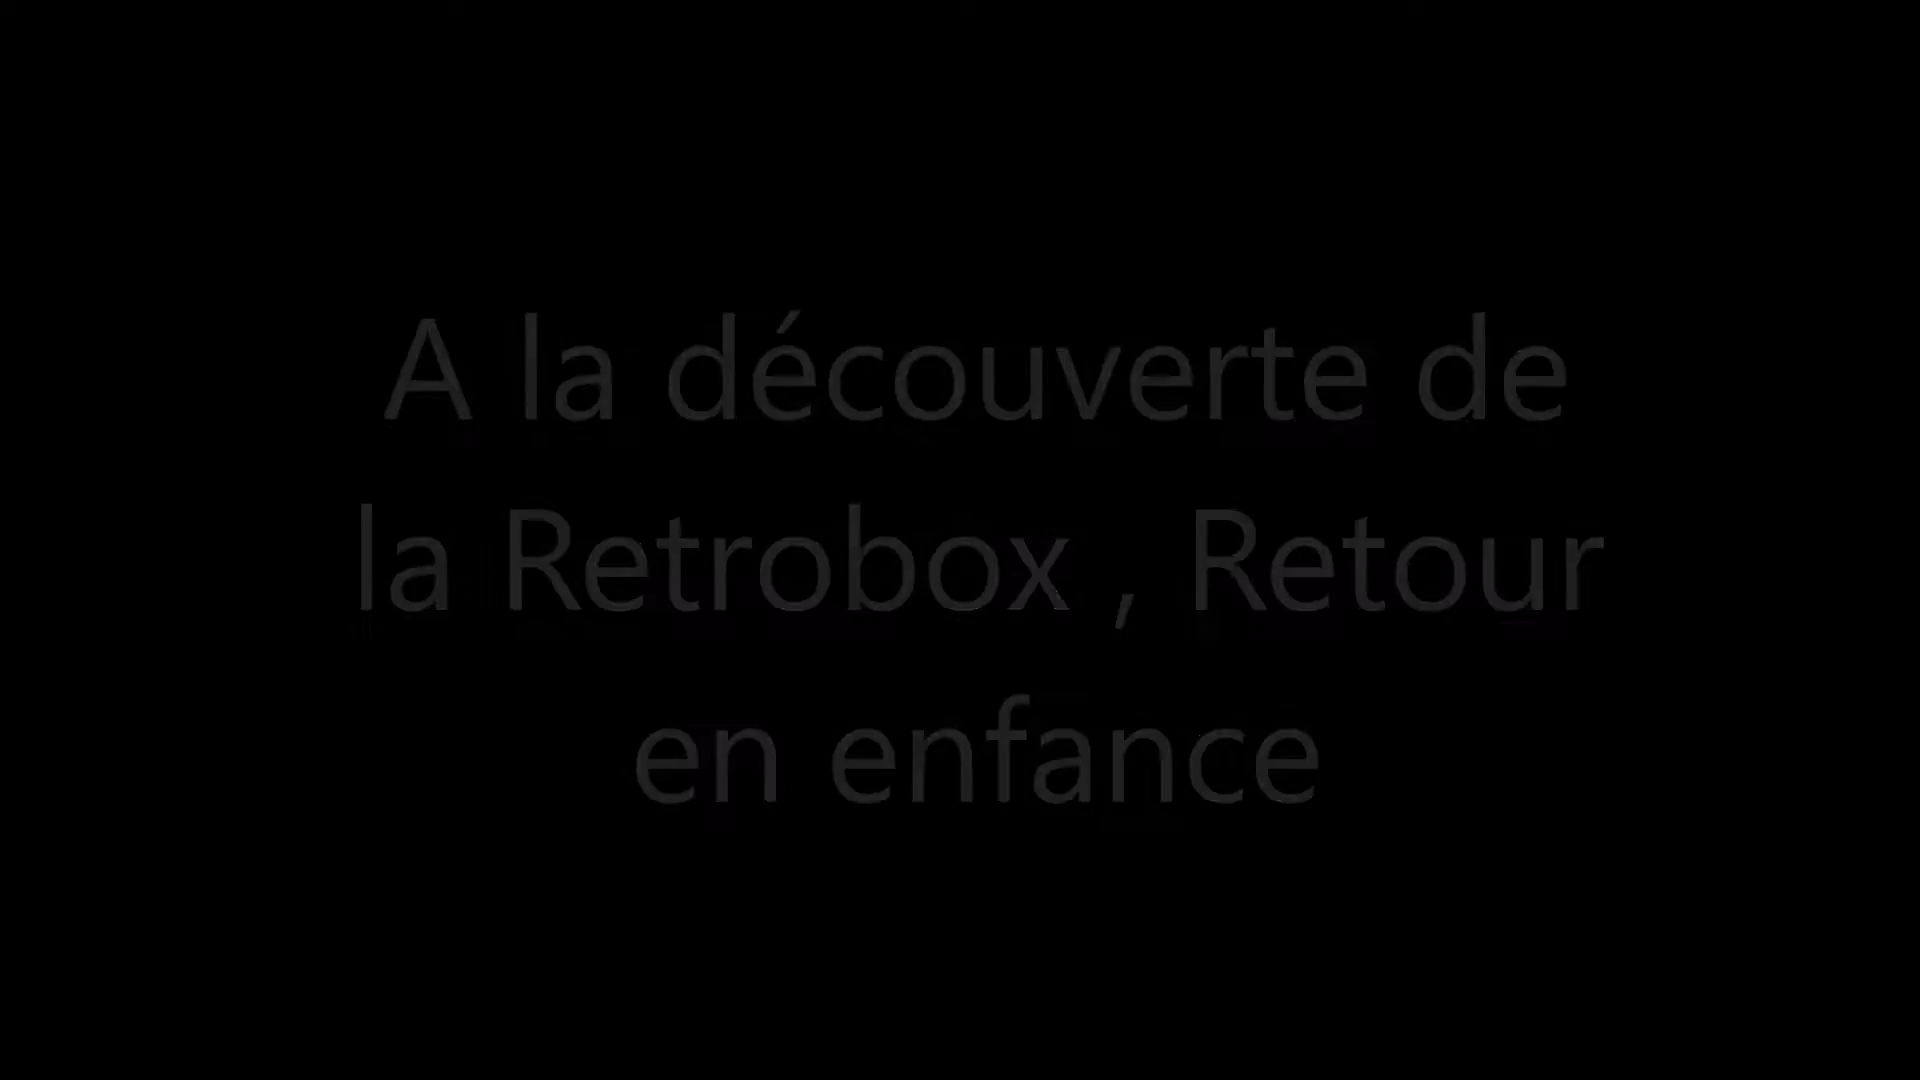 A la découverte de
la Retrobox , Retour
en enfance